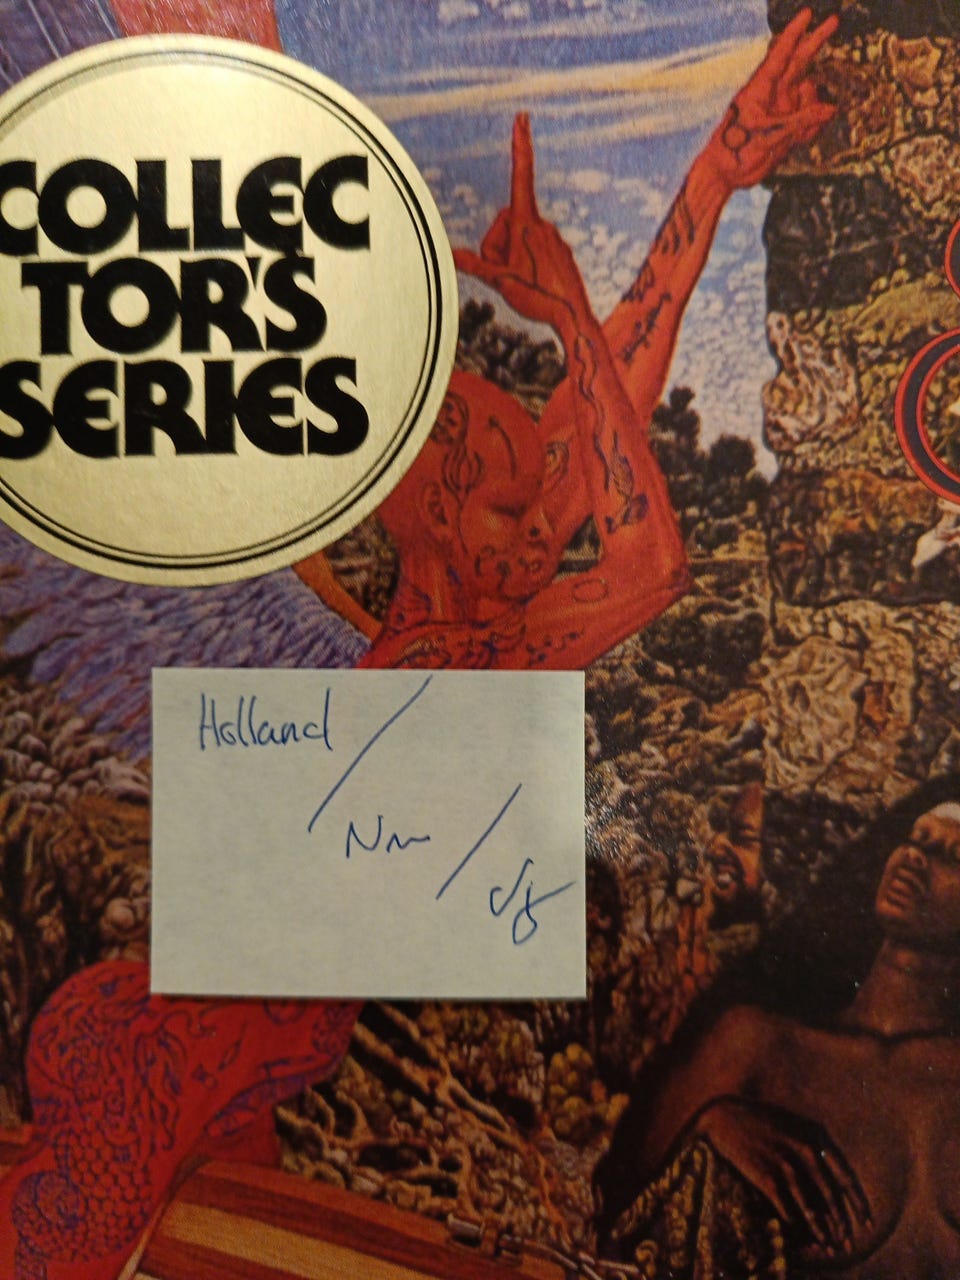 COLLEC
TOR'S
SERIES
Holland /
Nm /